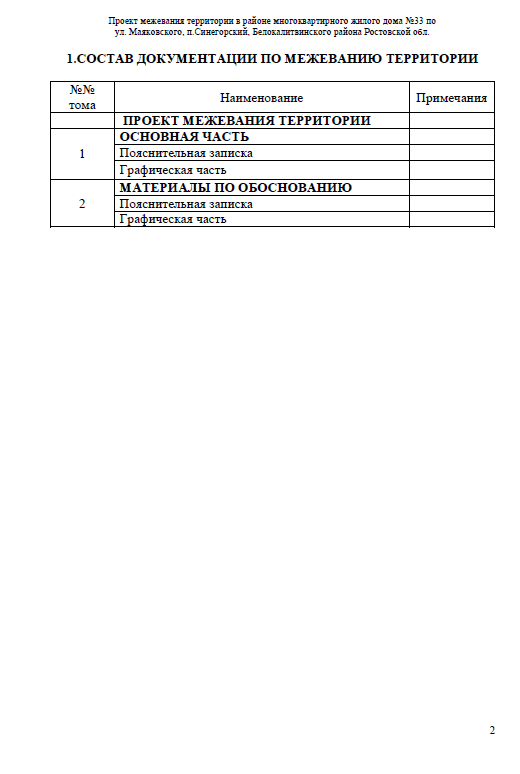 Проект межевания территории в районе многоквартирного жилого дома №33 по
ул. Маяковского, п.Синегорский, Белокалитвинского района Ростовской обл.
1.СОСТАВ ДОКУМЕНТАЦИИ ПО МЕЖЕВАНИЮ ТЕРРИТОРИИ
№№ тома Наименование Примечания
ПРОЕКТ МЕЖЕВАНИЯ ТЕРРИТОРИИ
1 ОСНОВНАЯ ЧАСТЬ
Пояснительная записка
Графическая часть
2 МАТЕРИАЛЫ ПО ОБОСНОВАНИЮ
Пояснительная записка
Графическая часть
2